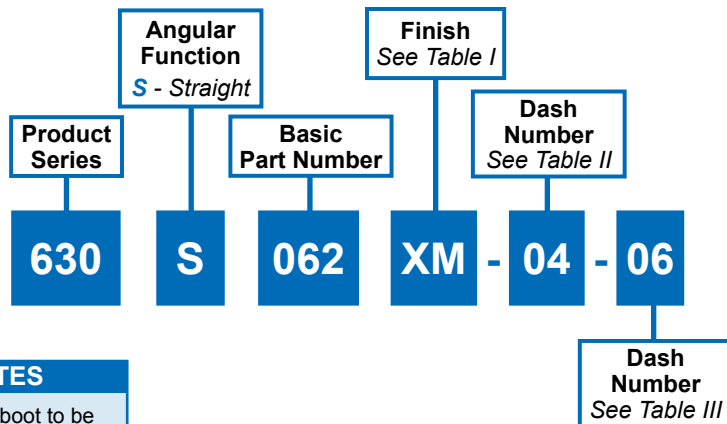 Angular
Function
S - Straight
Finish
See Table I
Product
Series
Basic
Part Number
Dash
Number
See Table II
630 S 062 XM - 04 - 06
Dash
Number
See Table III
boot to be